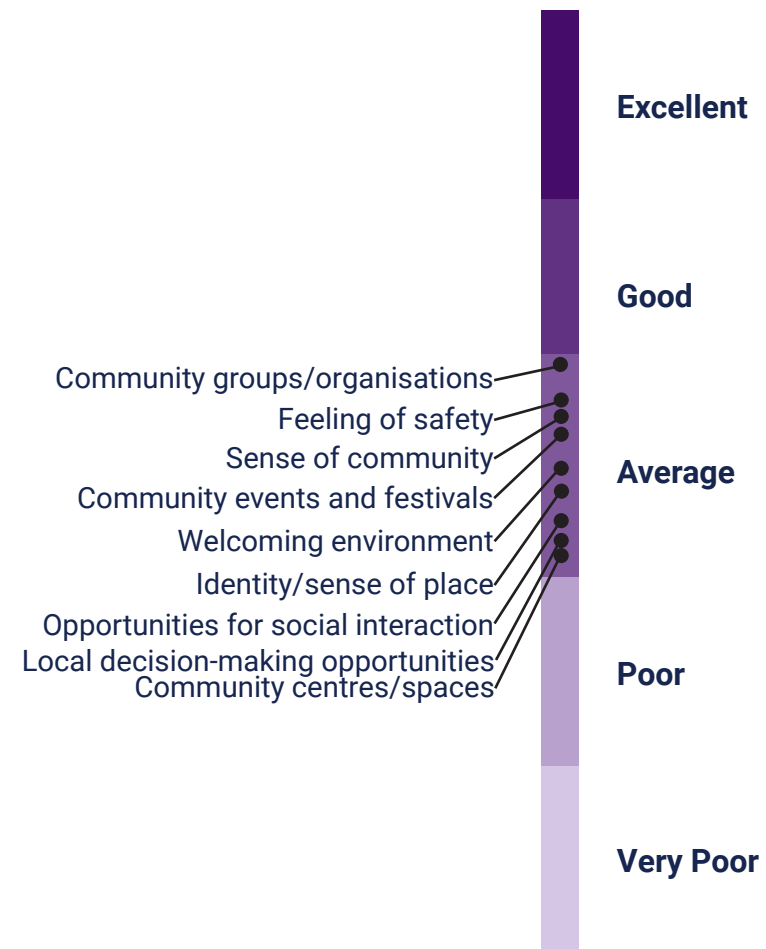 Excellent
Good
Community groups/organisations
Feeling of safety
Sense of community
Average
Community events and festivals
Welcoming environment
Identity/sense of place
Opportunities for social interaction
Local decision-making opportunities
Poor
Community centres/spaces
Very Poor